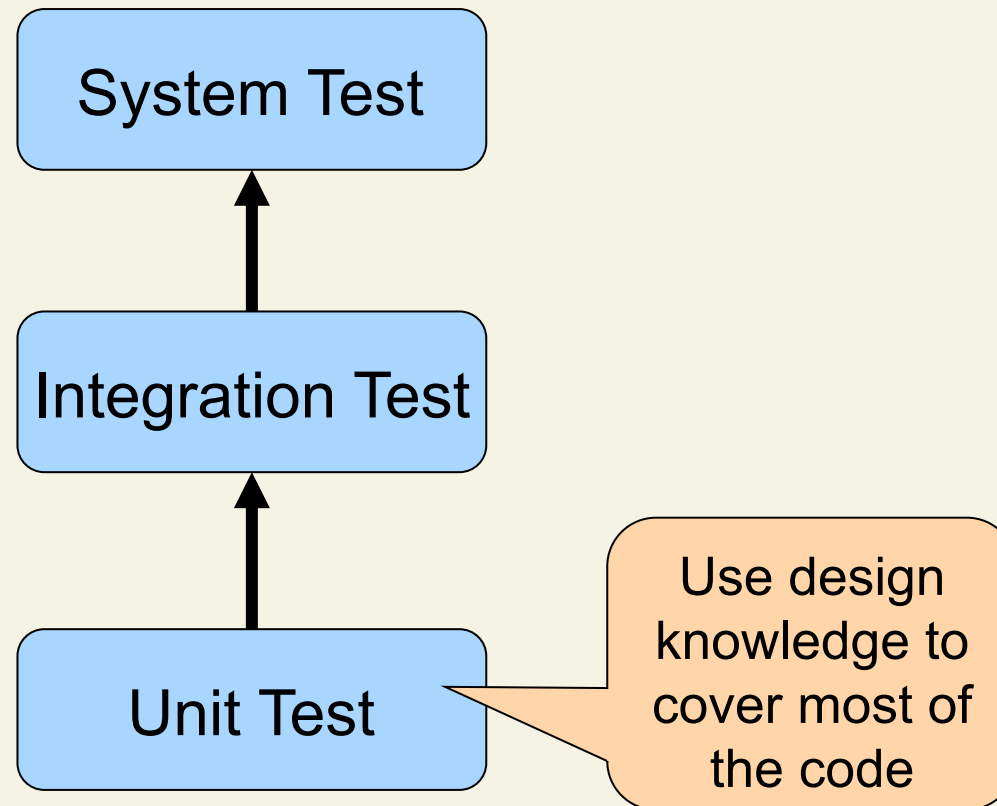 System Test
Integration Test
Unit Test
Use design
knowledge to
cover most of
the code